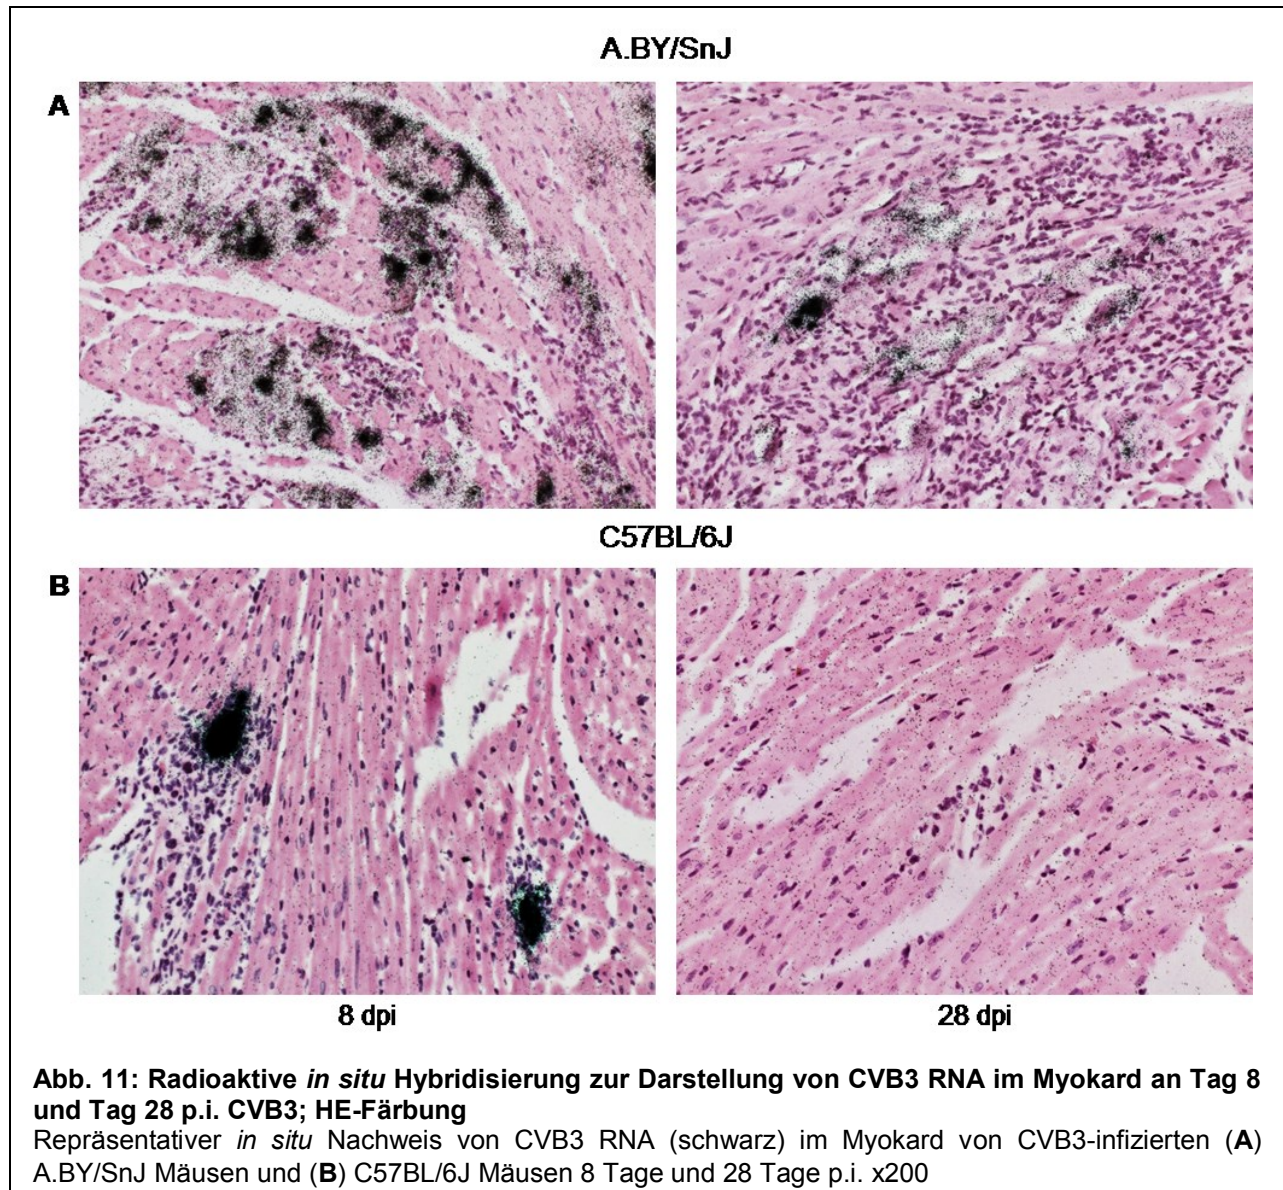 A.BY/SnJ
A
C57BL/6J
B
8 dpi
28 dpi
Abb. 11: Radioaktive in situ Hybridisierung zur Darstellung von CVB3 RNA im Myokard an Tag 8
und Tag 28 p.i. CVB3; HE-Färbung
Repräsentativer in situ Nachweis von CVB3 RNA (schwarz) im Myokard von CVB3-infizierten (A)
A.BY/SnJ Mäusen und (B) C57BL/6J Mäusen 8 Tage und 28 Tage p.i. x200